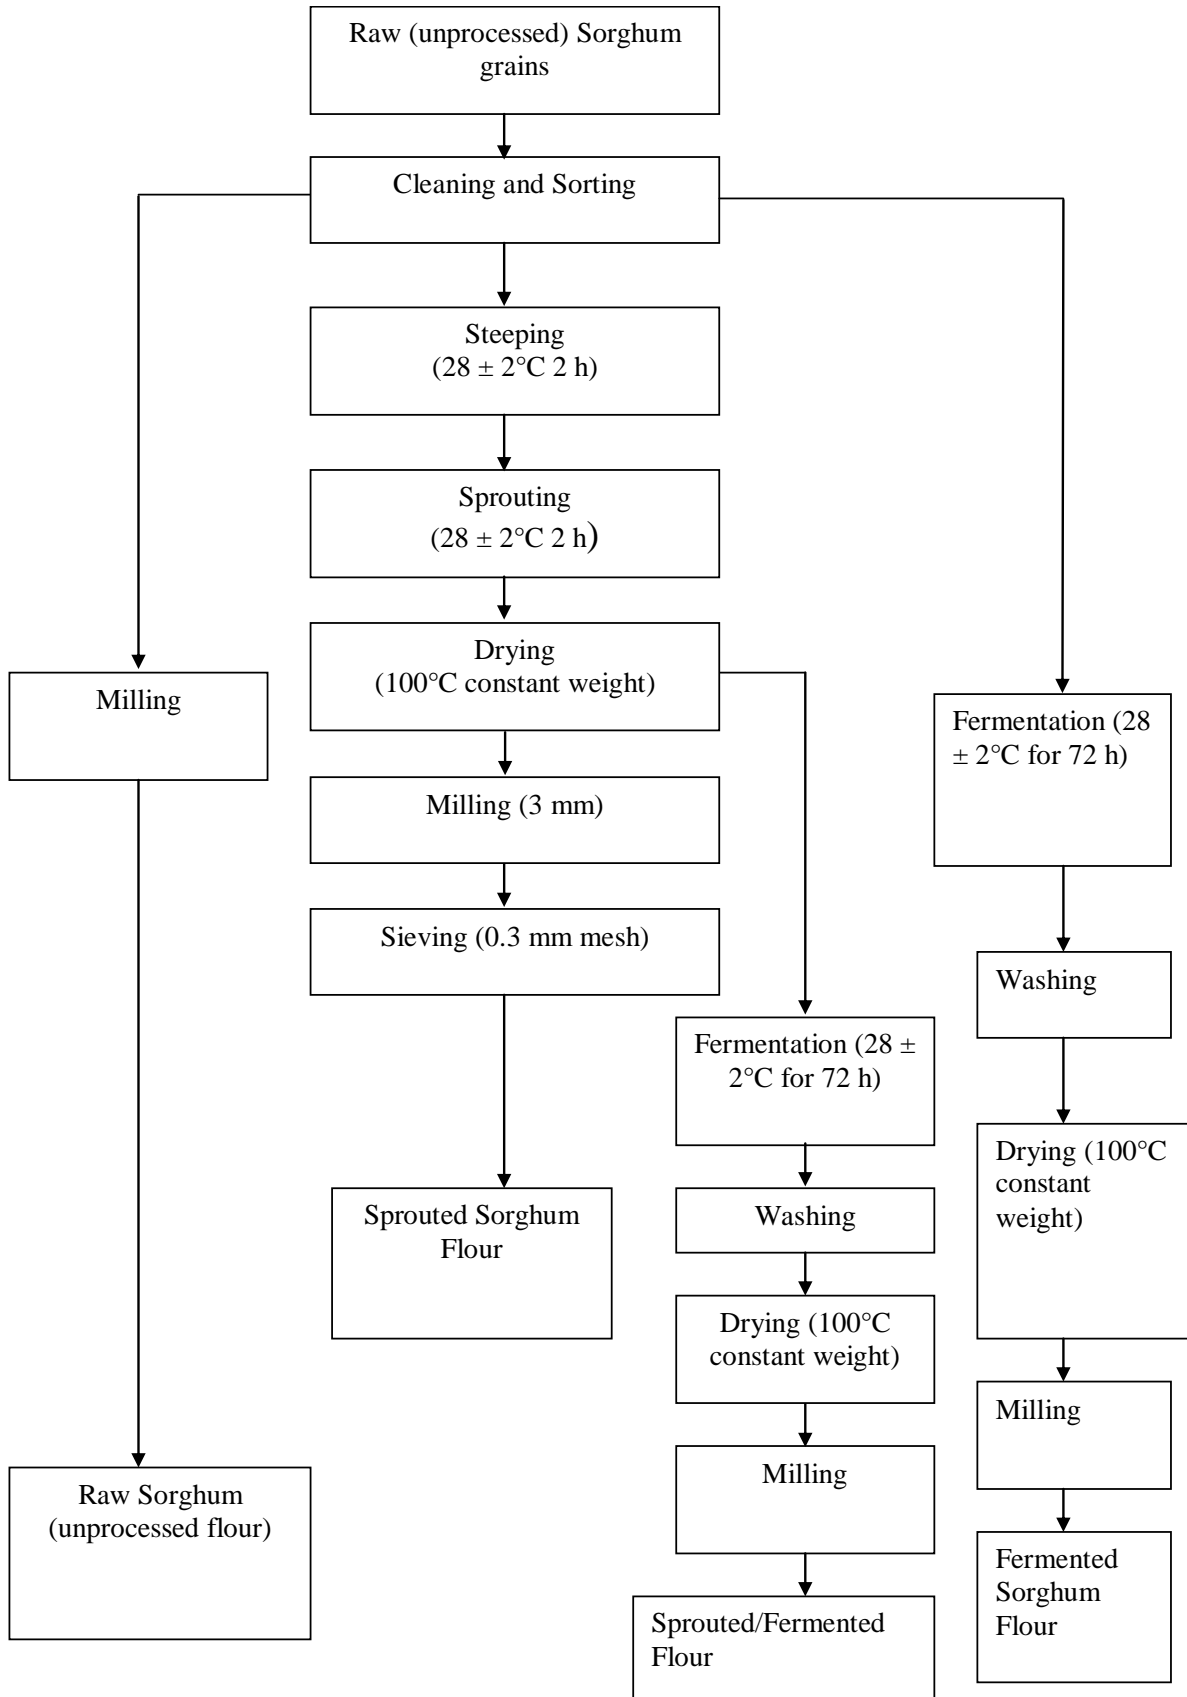 Raw (unprocessed) Sorghum
grains
Cleaning and Sorting
Steeping
(28 ± 2°C 2 h)
Sprouting
(28 ± 2°C 2 h)
Drying
(100°C constant weight)
Milling
Fermentation (28
± 2°C for 72 h)
Milling (3 mm)
Sieving (0.3 mm mesh)
Washing
Fermentation (28 ±
2°C for 72 h)
Drying (100°C
constant
weight)
Sprouted Sorghum
Flour
Washing
Drying (100°C
constant weight)
Milling
Milling
Raw Sorghum
(unprocessed flour)
Fermented
Sorghum
Flour
Sprouted/Fermented
Flour